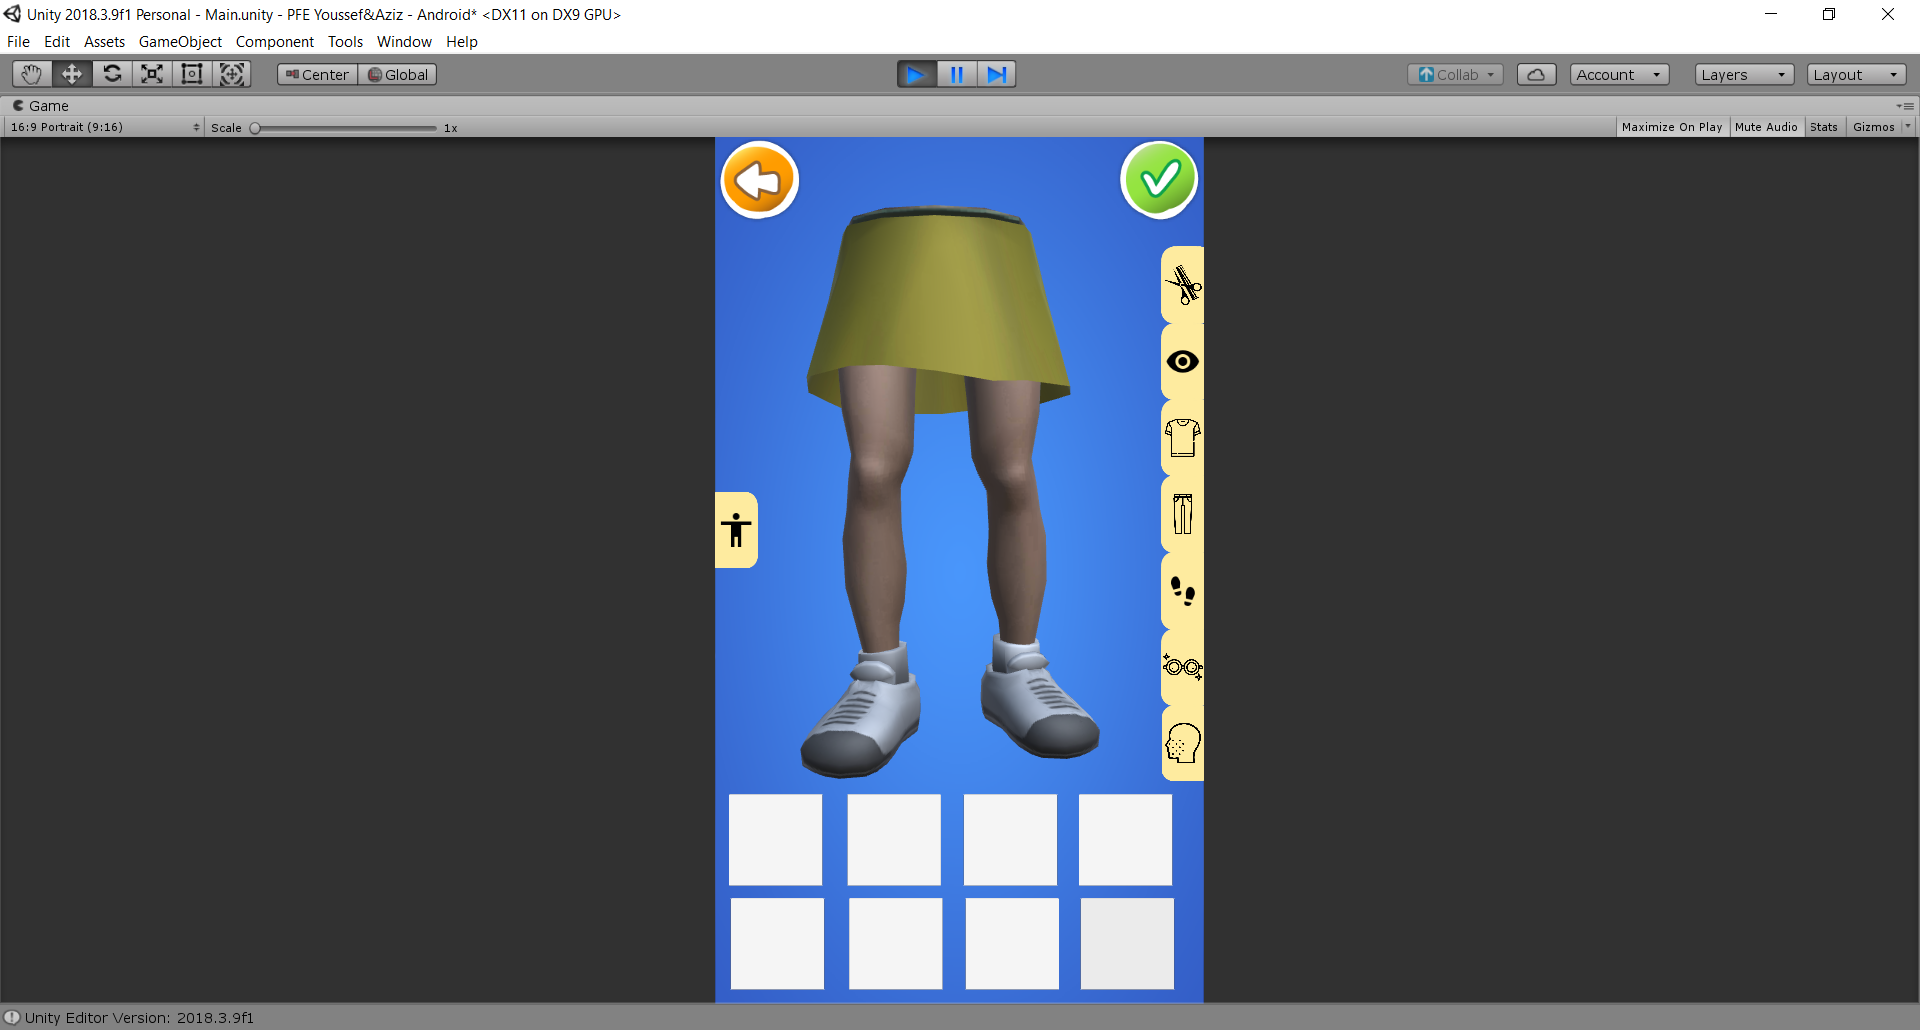 Unity 2018.3.9f1 Personal - Main.unity - PFE Youssef&Aziz - Android* <DX11 on DX9 GPU>
File Edit Assets GameObject Component Tools Window Help
Center Global Collab Account Layers Layout
Game
16:9 Portrait (9:16) Scale 1x Maximize On Play Mute Audio Stats Gizmos
Unity Editor Version: 2018.3.9f1